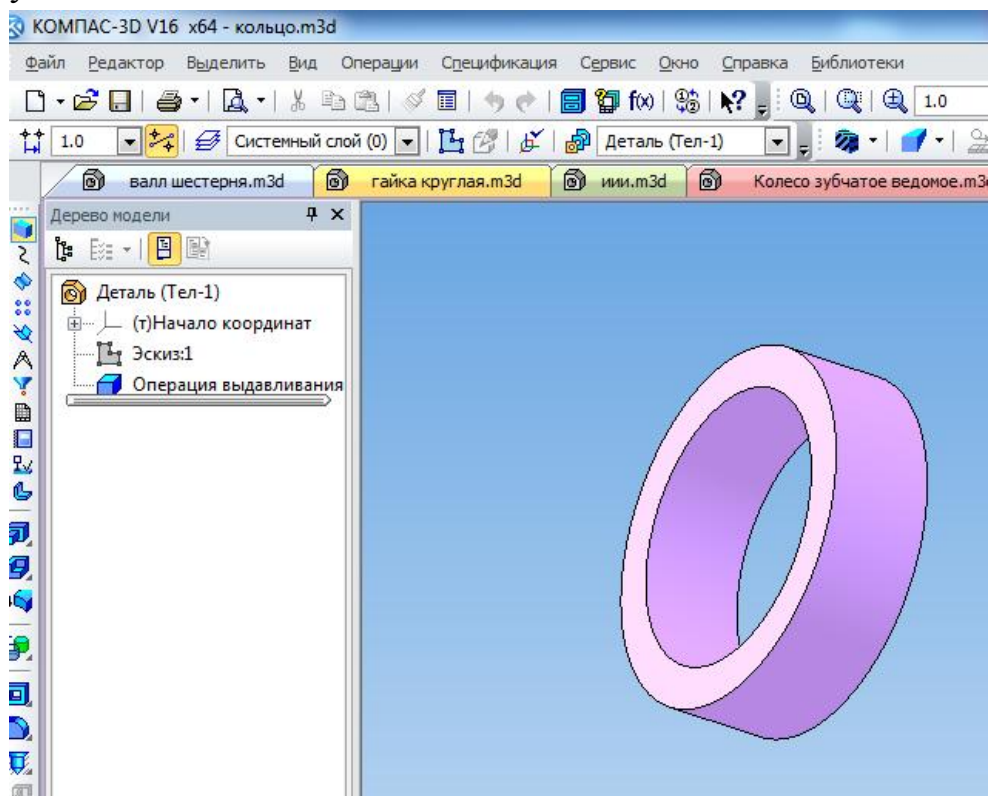 КОМПАС-3D V16 x64 - кольцо.m3d
Файл Редактор Выделить Вид Операции Спецификация Сервис Окно Справка Библиотеки
f(x) 1.0
1.0 Системный слой (0) Деталь (Тел-1)
валл шестерня.m3d гайка круглая.m3d иии.m3d Колесо зубчатое ведомое.m3
Дерево модели
Деталь (Тел-1)
(т)Начало координат
Эскиз:1
Операция выдавливания